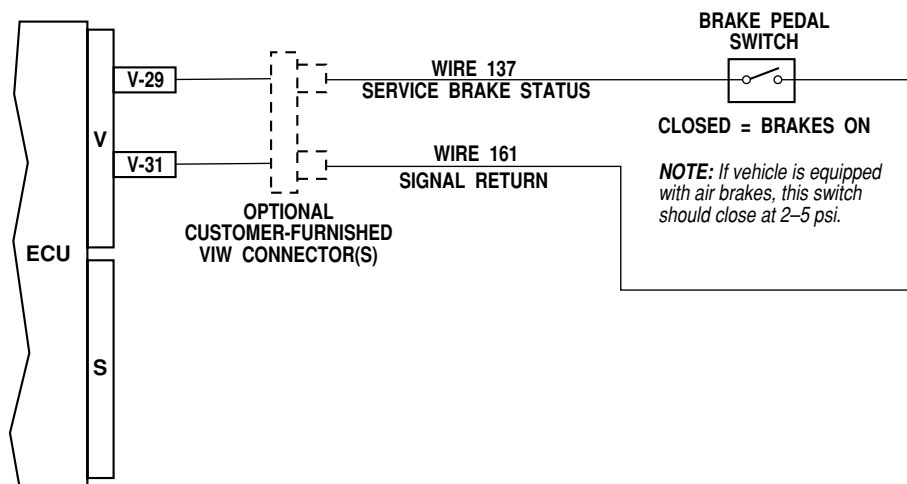 BRAKE PEDAL
SWITCH
V-29
WIRE 137
SERVICE BRAKE STATUS
CLOSED = BRAKES ON
V
V-31
WIRE 161
SIGNAL RETURN
NOTE: If vehicle is equipped
with air brakes, this switch
should close at 2–5 psi.
OPTIONAL
CUSTOMER-FURNISHED
VIW CONNECTOR(S)
ECU
S